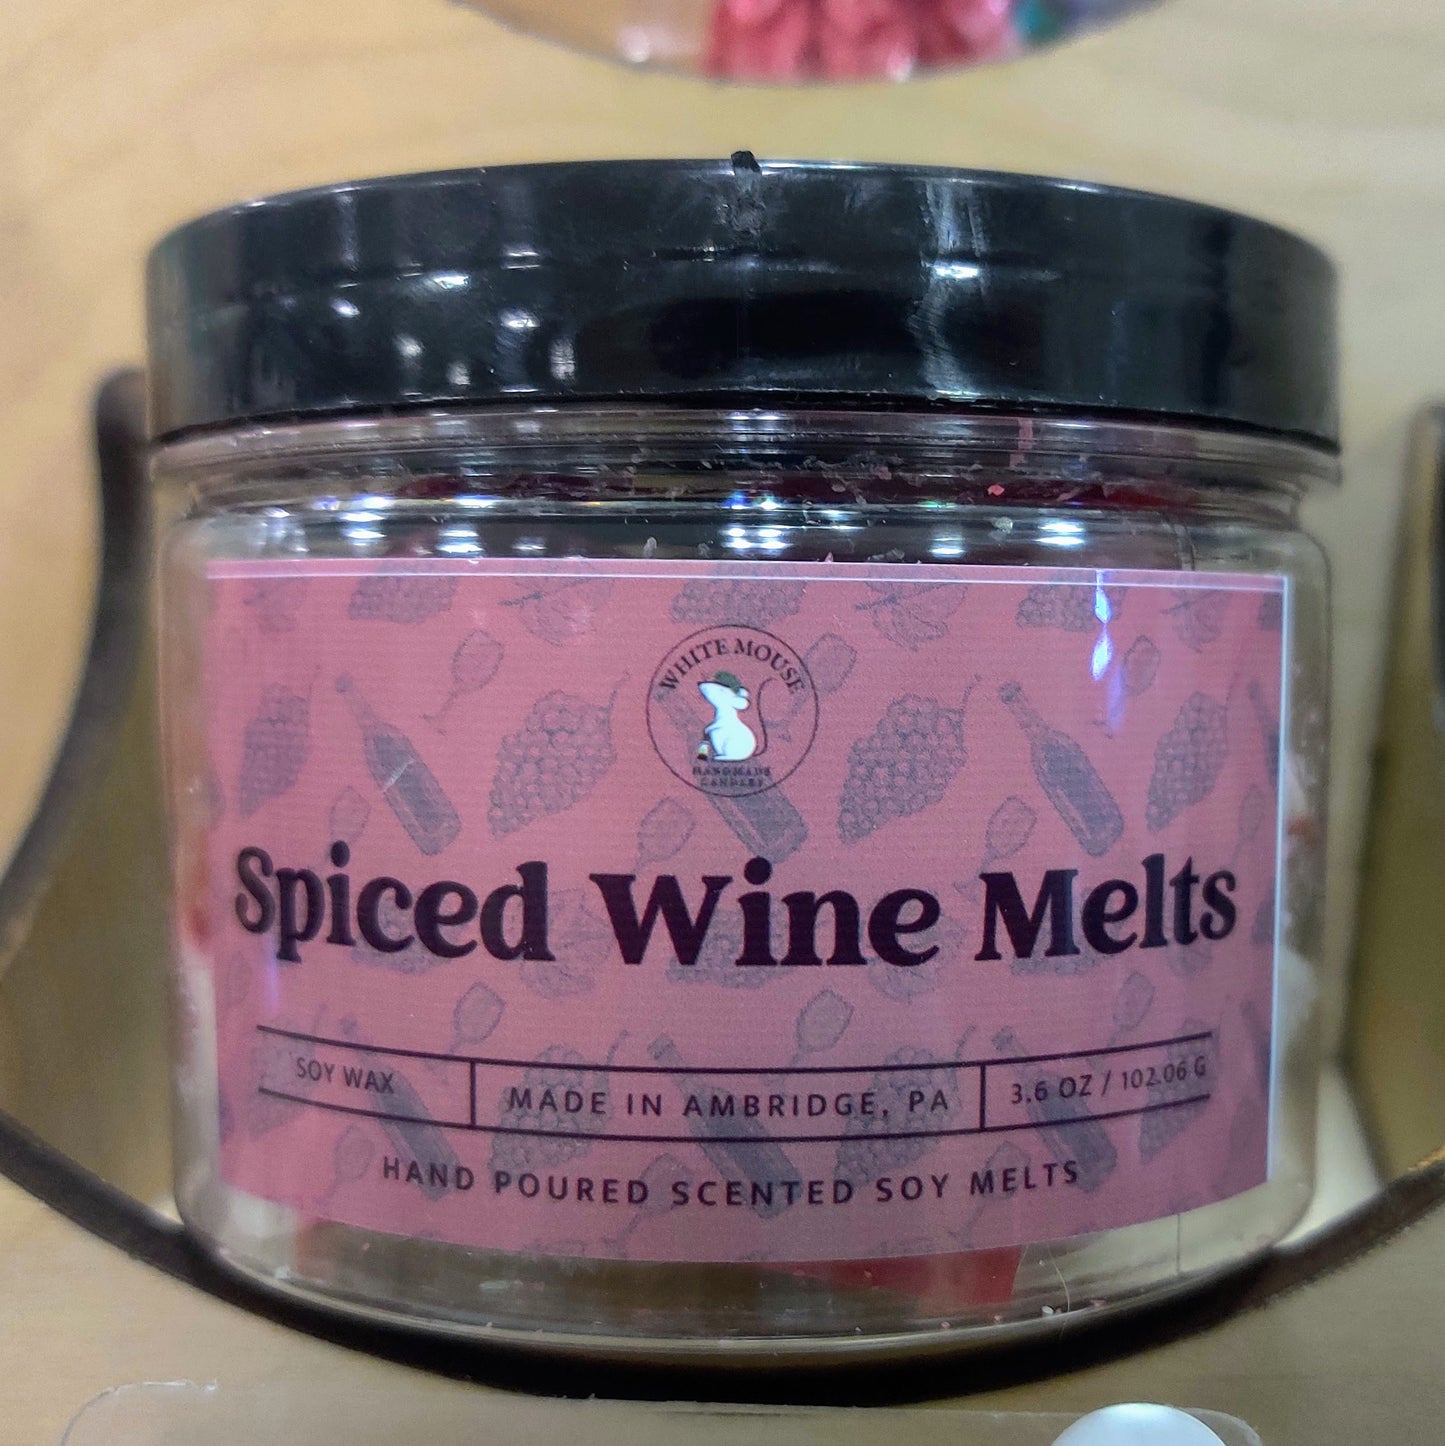 WHITE MOUSE
HANDMADE
CANDLES
Spiced Wine Melts
SOY WAX
MADE IN AMBRIDGE, PA
3.6 OZ / 102.06 G
HAND POURED SCENTED SOY MELTS